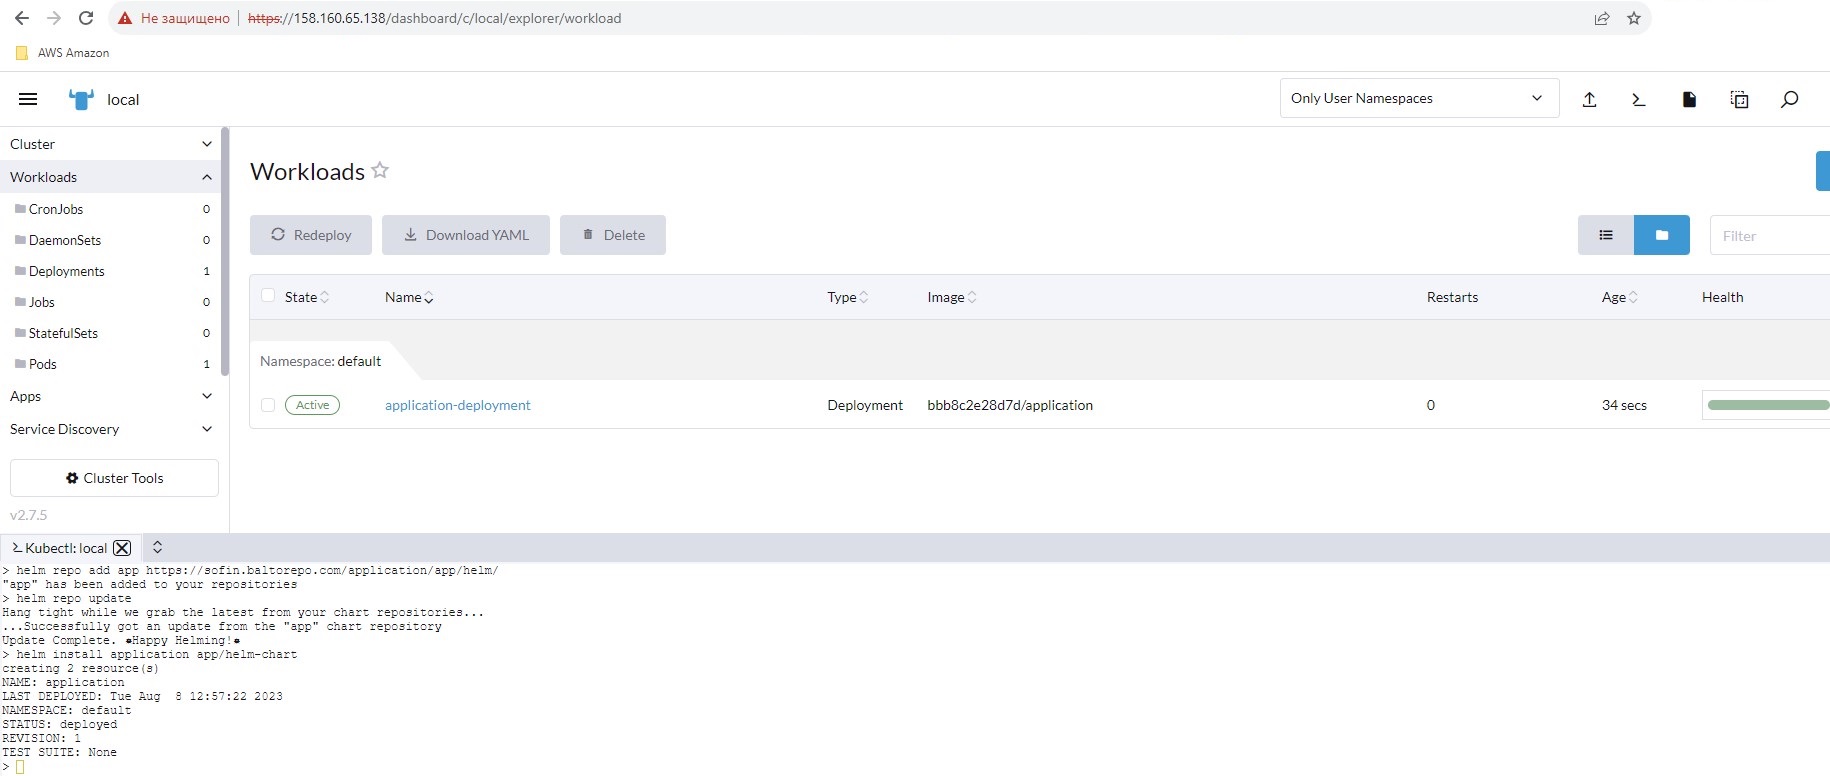 Не защищено https://158.160.65.138/dashboard/c/local/explorer/workload
AWS Amazon
local
Only User Namespaces
Cluster
Workloads
CronJobs 0
DaemonSets 0
Deployments 1
Jobs 0
StatefulSets 0
Pods 1
Apps
Service Discovery
Cluster Tools
v2.7.5
Workloads
Redeploy Download YAML Delete
Filter
State Name Type Image Restarts Age Health
Namespace: default
Active application-deployment Deployment bbb8c2e28d7d/application 0 34 secs
Kubectl: local
> helm repo add app https://sofin.baltorepo.com/application/app/helm/
"app" has been added to your repositories
> helm repo update
Hang tight while we grab the latest from your chart repositories...
...Successfully got an update from the "app" chart repository
Update Complete. ⎈Happy Helming!⎈
> helm install application app/helm-chart
creating 2 resource(s)
NAME: application
LAST DEPLOYED: Tue Aug  8 12:57:22 2023
NAMESPACE: default
STATUS: deployed
REVISION: 1
TEST SUITE: None
>